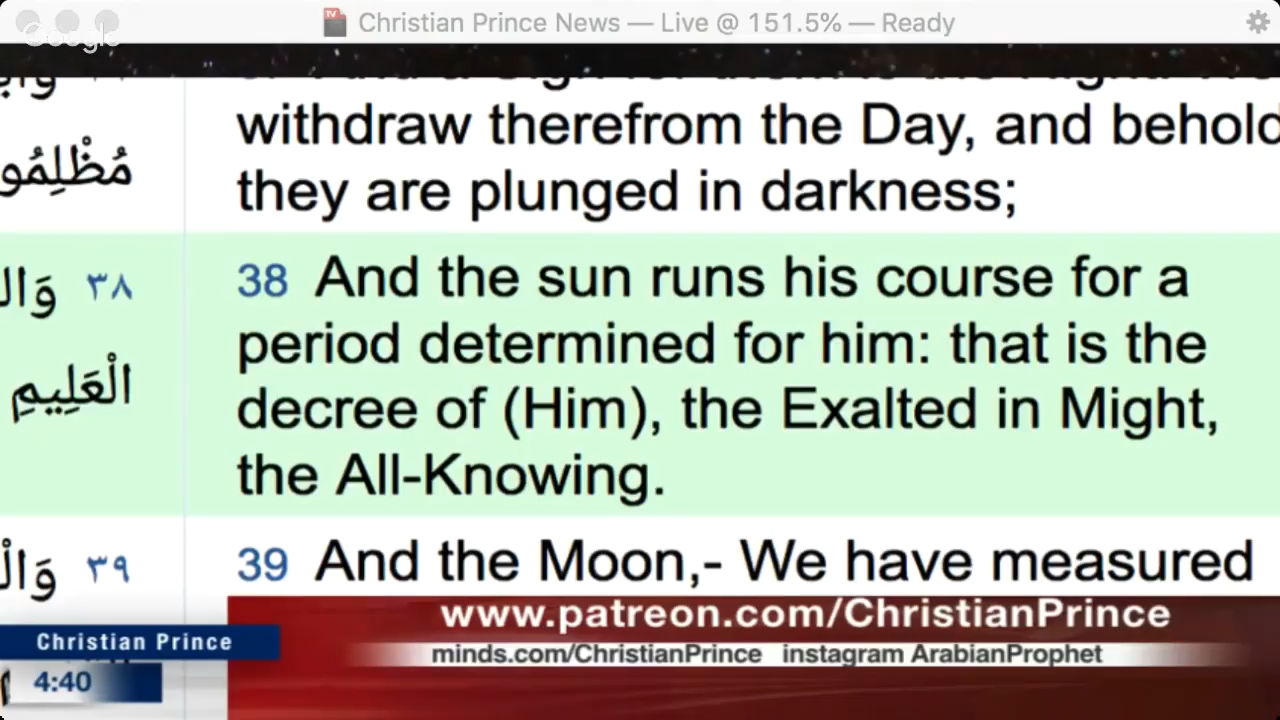 Christian Prince News — Live @ 151.5% — Ready
Google
withdraw therefrom the Day, and behold
they are plunged in darkness;
مُظْلِمُو
38 And the sun runs his course for a
period determined for him: that is the
decree of (Him), the Exalted in Might,
the All-Knowing.
٣٨
الْعَلِيمِ
39 And the Moon,- We have measured
٣٩
www.patreon.com/ChristianPrince
minds.com/ChristianPrince instagram ArabianProphet
Christian Prince
4:40